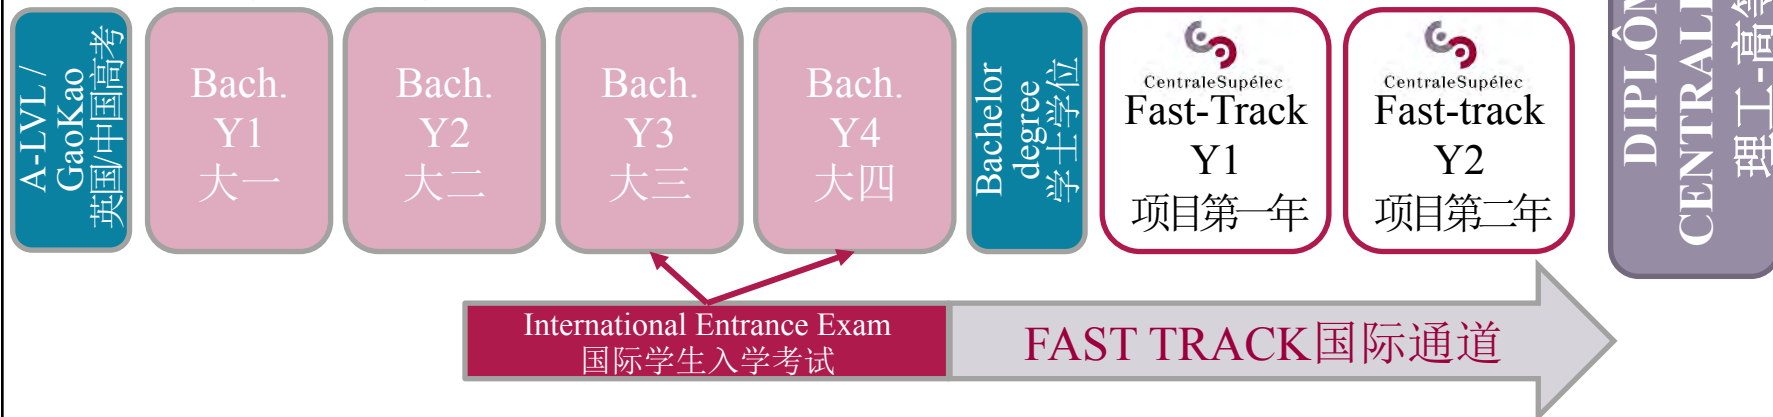 A-LVL /
GaoKao
英国/中国高考
Bach.
Y1
大一
Bach.
Y2
大二
Bach.
Y3
大三
Bach.
Y4
大四
Bachelor
degree
学士学位
CentraleSupélec
Fast-Track
Y1
项目第一年
CentraleSupélec
Fast-track
Y2
项目第二年
DIPLÔM
CENTRALE
理工-高等
International Entrance Exam
国际学生入学考试
FAST TRACK国际通道